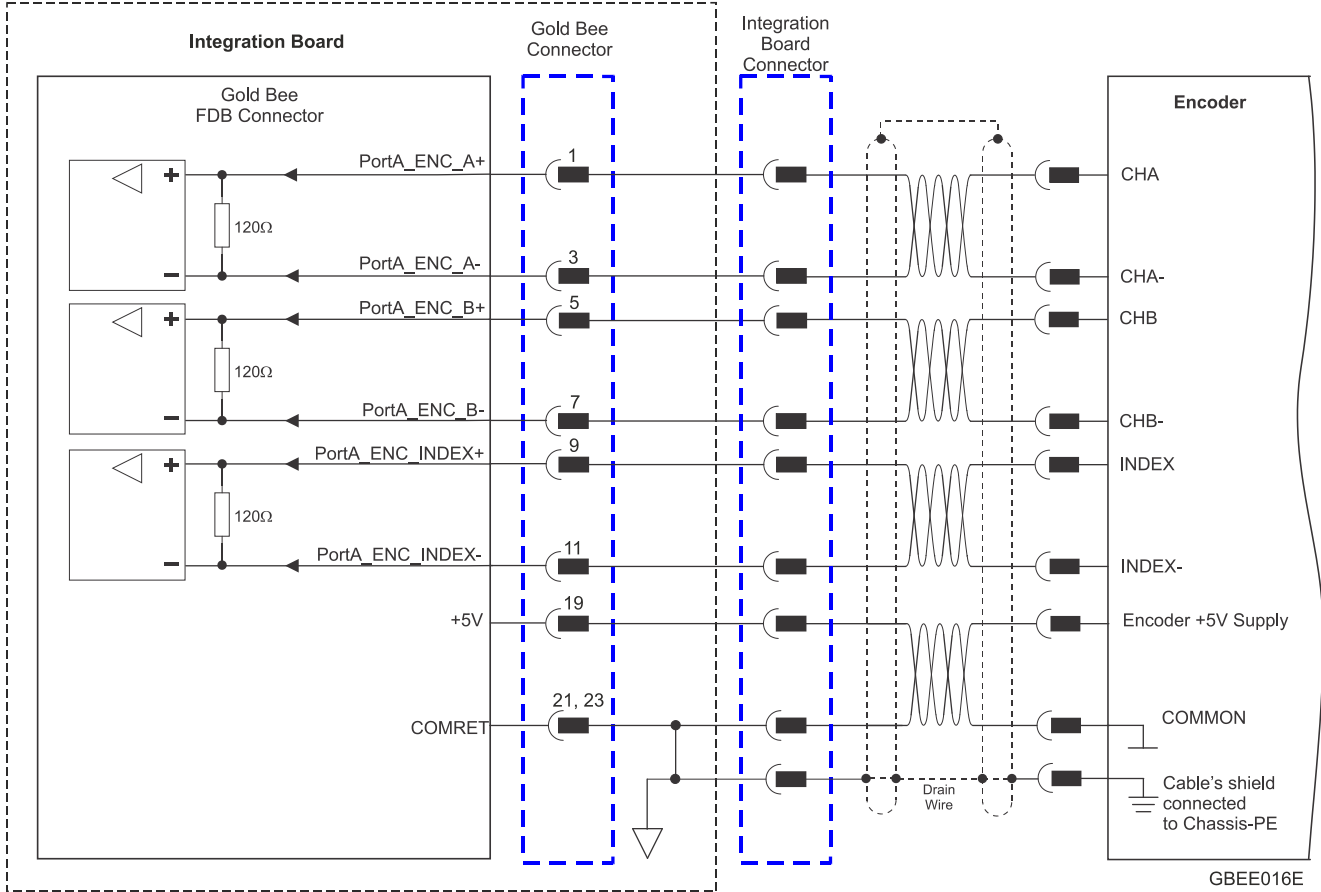 Integration Board
Gold Bee
Connector
Integration
Board
Connector
Gold Bee
FDB Connector
Encoder
PortA_ENC_A+
1
CHA
+
120Ω
PortA_ENC_A-
3
CHA-
-
PortA_ENC_B+
5
CHB
+
120Ω
PortA_ENC_B-
7
CHB-
-
PortA_ENC_INDEX+
9
INDEX
+
120Ω
PortA_ENC_INDEX-
11
INDEX-
-
+5V
19
Encoder +5V Supply
COMRET
21, 23
COMMON
Drain
Wire
Cable's shield
connected
to Chassis-PE
GBEE016E